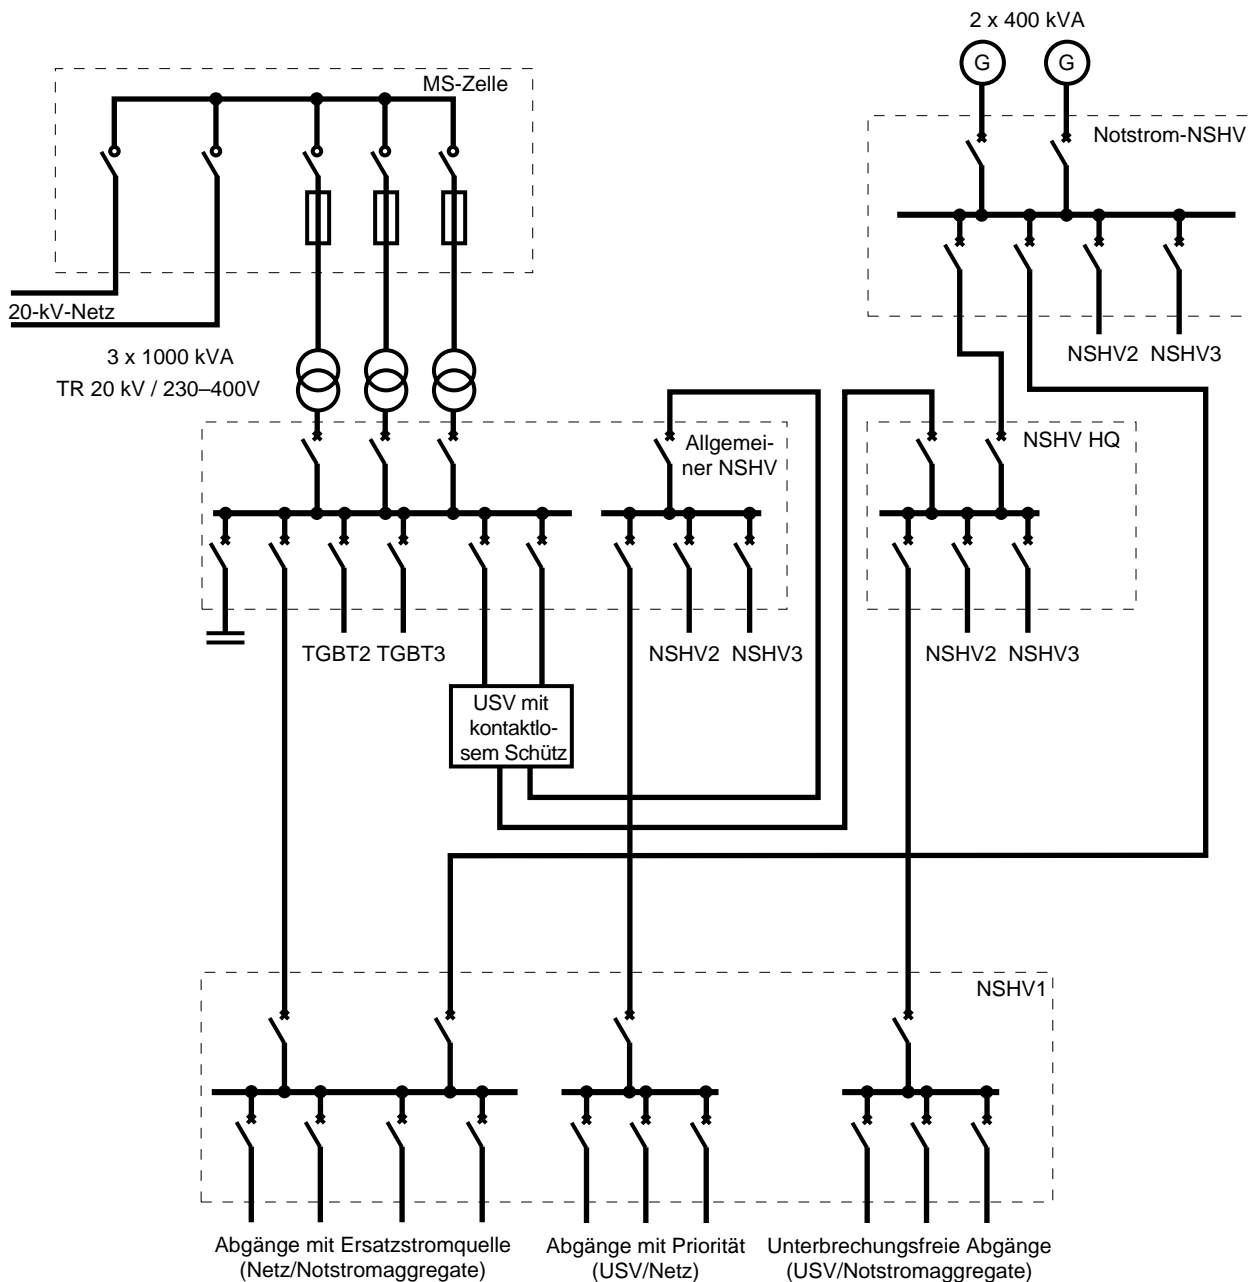 2 x 400 kVA
G
G
MS-Zelle
Notstrom-NSHV
20-kV-Netz
3 x 1000 kVA
TR 20 kV / 230–400V
NSHV2
NSHV3
Allgemei-
ner NSHV
NSHV HQ
TGBT2
TGBT3
NSHV2
NSHV3
NSHV2
NSHV3
USV mit
kontaktlo-
sem Schütz
NSHV1
Abgänge mit Ersatzstromquelle
(Netz/Notstromaggregate)
Abgänge mit Priorität
(USV/Netz)
Unterbrechungsfreie Abgänge
(USV/Notstromaggregate)